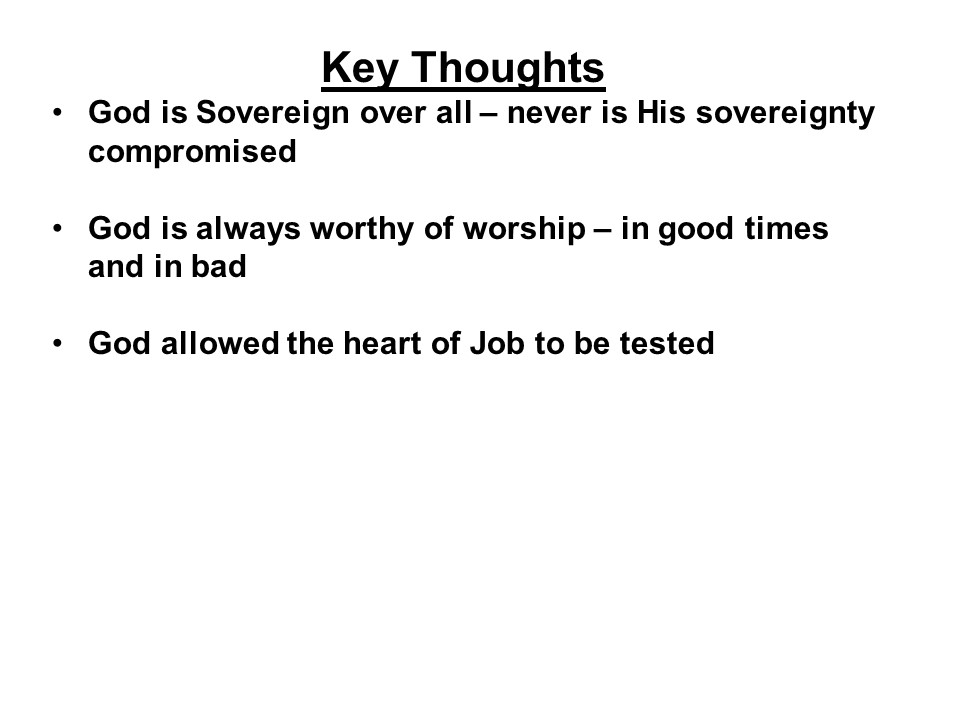 Key Thoughts
• God is Sovereign over all – never is His sovereignty
compromised
• God is always worthy of worship – in good times
and in bad
• God allowed the heart of Job to be tested